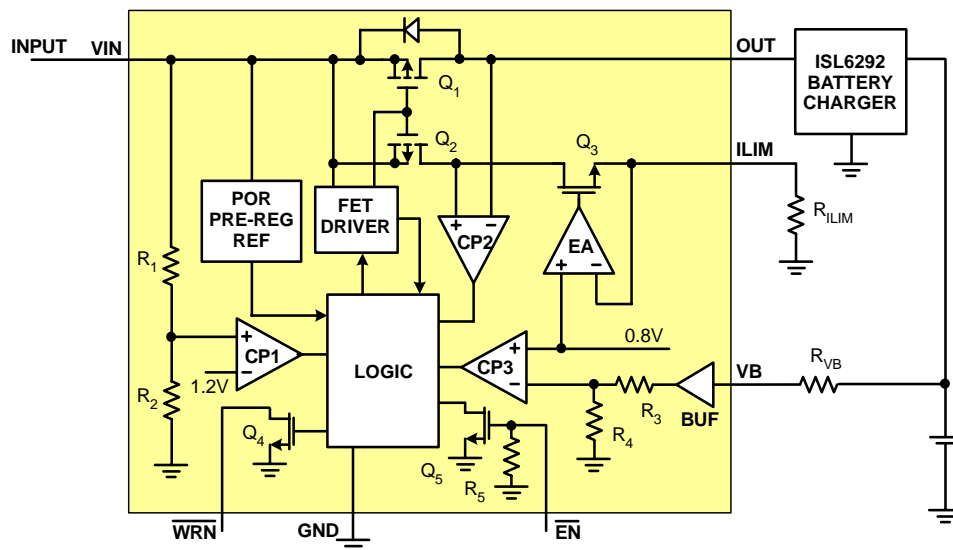 INPUT
VIN
OUT
ISL6292
BATTERY
CHARGER
Q1
Q2
Q3
ILIM
RILIM
POR
PRE-REG
REF
FET
DRIVER
CP2
EA
R1
+
−
+
−
+
−
CP1
1.2V
LOGIC
+
−
CP3
0.8V
VB
RVB
BUF
R2
R3
R4
Q4
Q5
R5
WRN
GND
EN